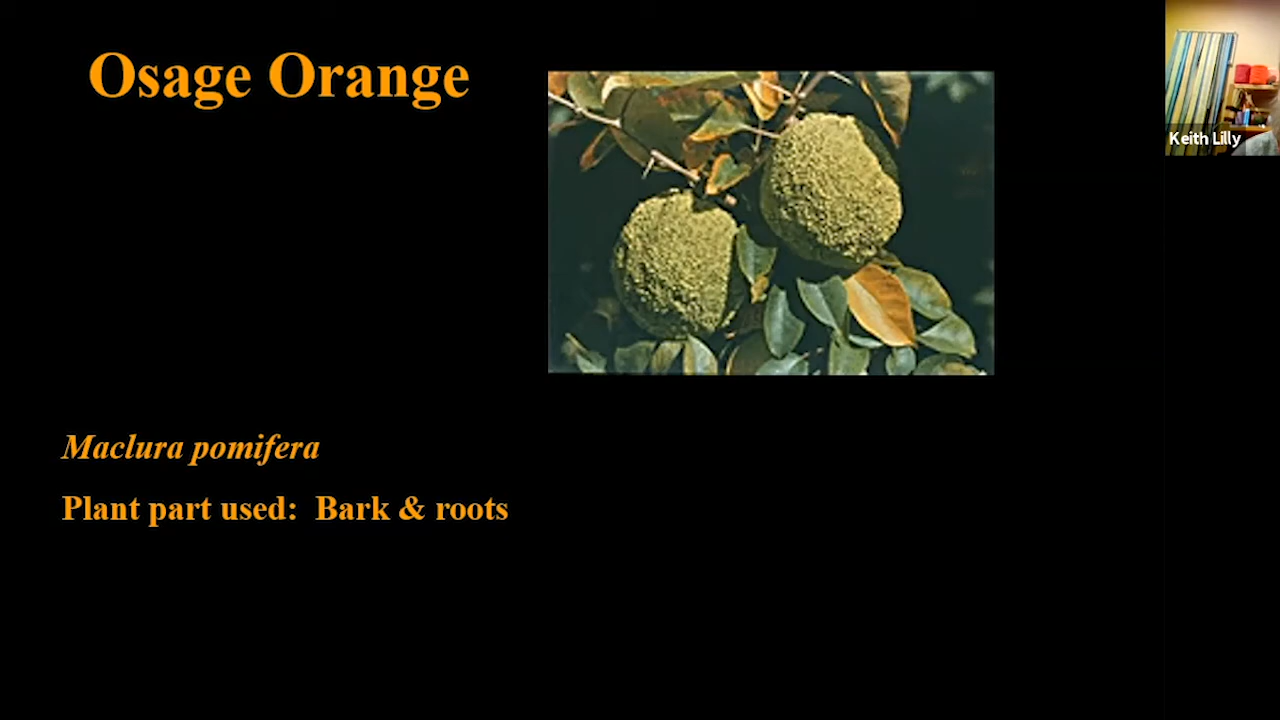 Osage Orange
Keith Lilly
Maclura pomifera
Plant part used: Bark & roots